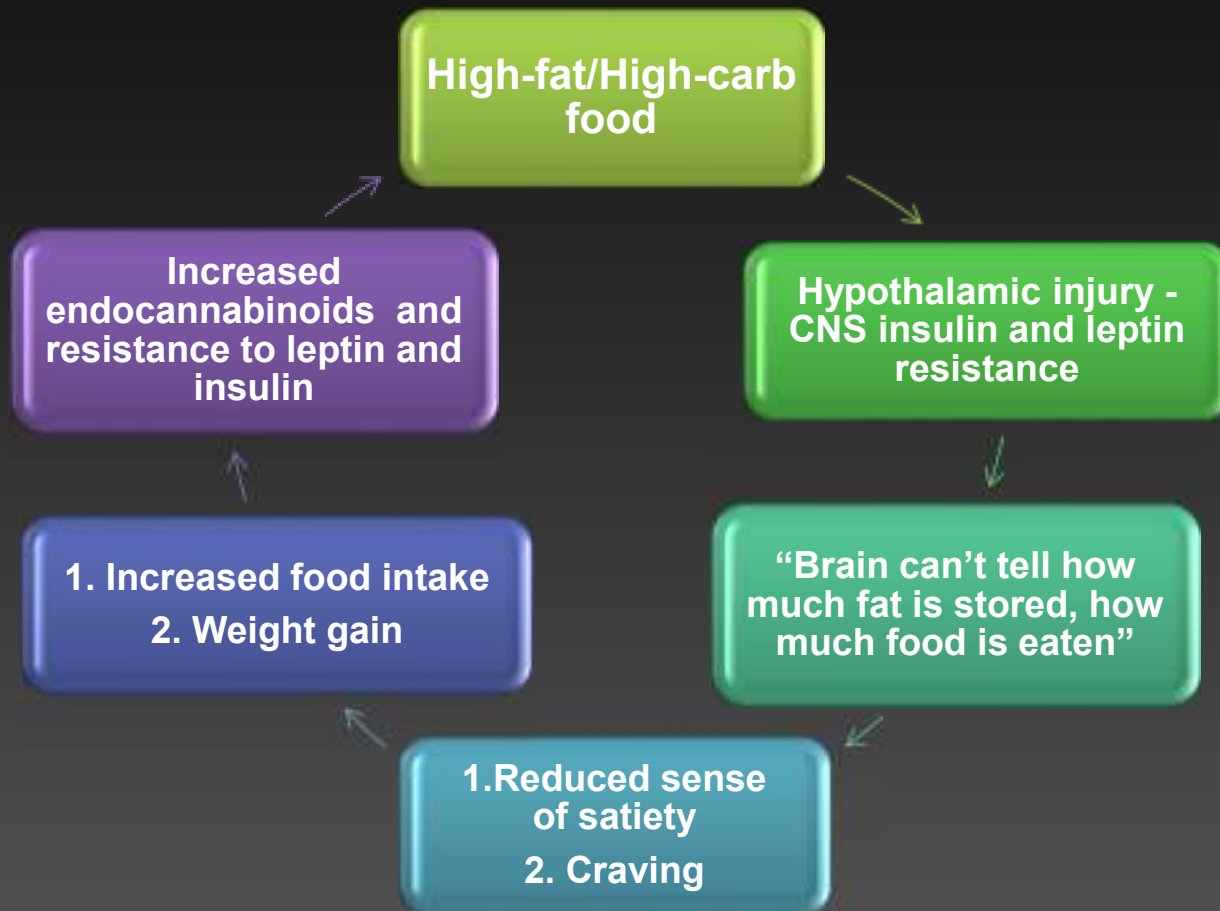 High-fat/High-carb
food
Hypothalamic injury -
CNS insulin and leptin
resistance
“Brain can’t tell how
much fat is stored, how
much food is eaten”
1.Reduced sense
of satiety
2. Craving
1. Increased food intake
2. Weight gain
Increased
endocannabinoids and
resistance to leptin and
insulin